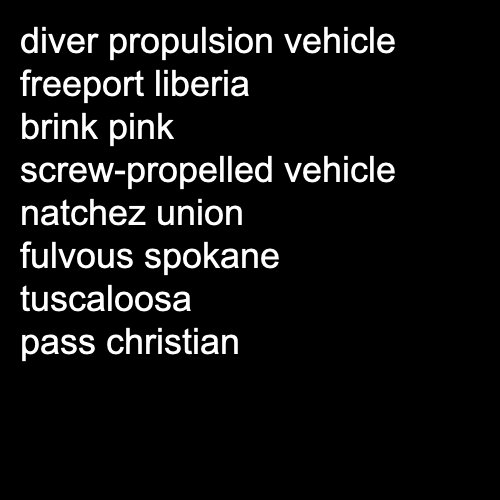 diver propulsion vehicle
freeport liberia
brink pink
screw-propelled vehicle
natchez union
fulvous spokane
tuscaloosa
pass christian